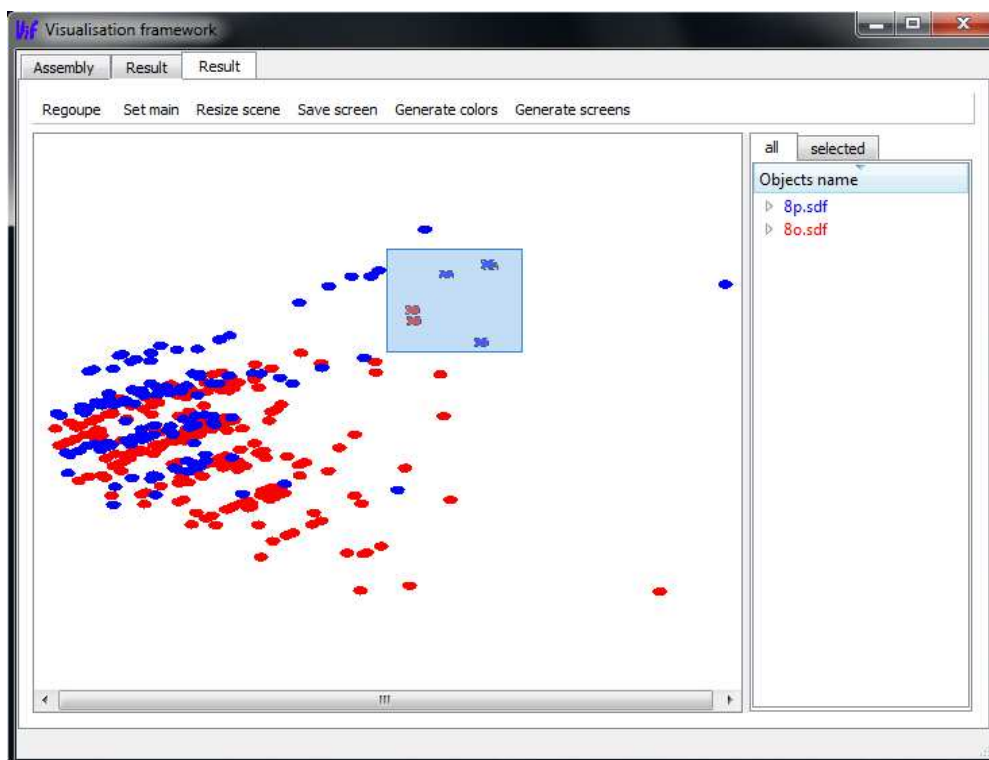 ViF Visualisation framework
Assembly Result Result
Regoupe Set main Resize scene Save screen Generate colors Generate screens
all selected
Objects name
8p.sdf
8o.sdf